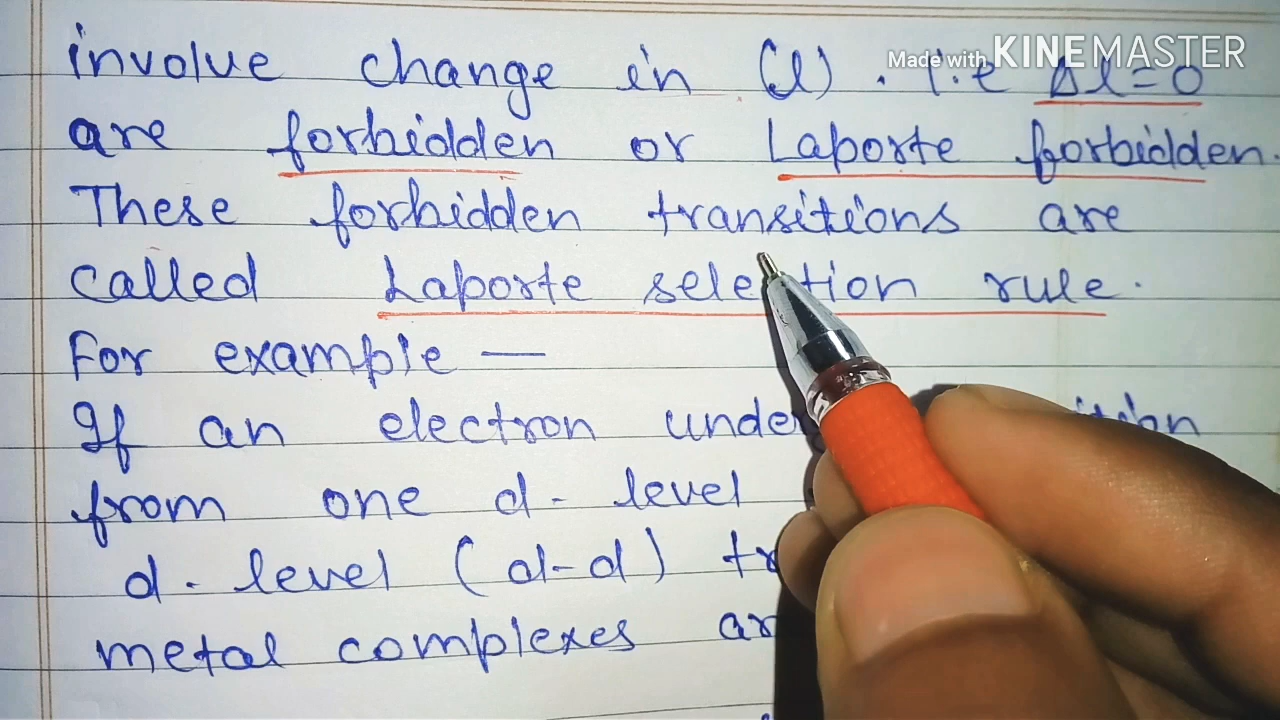 Made with KINEMASTER
involve change in (l). i.e Δl=0
are forbidden or Laporte forbidden.
These forbidden transitions are
called Laporte selection rule.
For example —
If an electron
from one d-level
d-level (d-d)
metal complexes